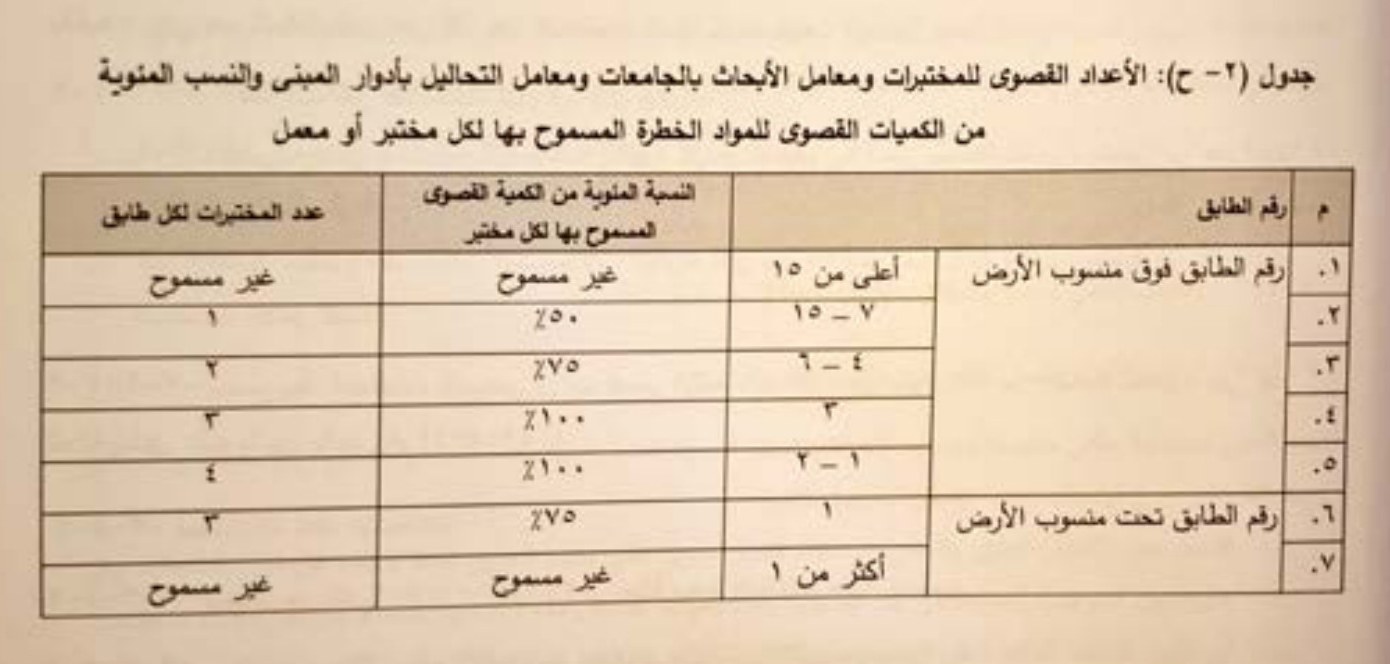 جدول (٢- ح): الأعداد القصوى للمختبرات ومعامل الأبحاث بالجامعات ومعامل التحاليل بأدوار المبنى والنسب المئوية
من الكميات القصوى للمواد الخطرة المسموح بها لكل مختبر أو معمل
م رقم الطابق النسبة المئوية من الكمية القصوى المسموح بها لكل مختبر عدد المختبرات لكل طابق
١. رقم الطابق فوق منسوب الأرض أعلى من ١٥ غير مسموح غير مسموح
٢. ٧ – ١٥ ٥٠٪ ١
٣. ٤ – ٦ ٧٥٪ ٢
٤. ٣ ١٠٠٪ ٣
٥. ١ – ٢ ١٠٠٪ ٤
٦. رقم الطابق تحت منسوب الأرض ١ ٧٥٪ ٣
٧. أكثر من ١ غير مسموح غير مسموح